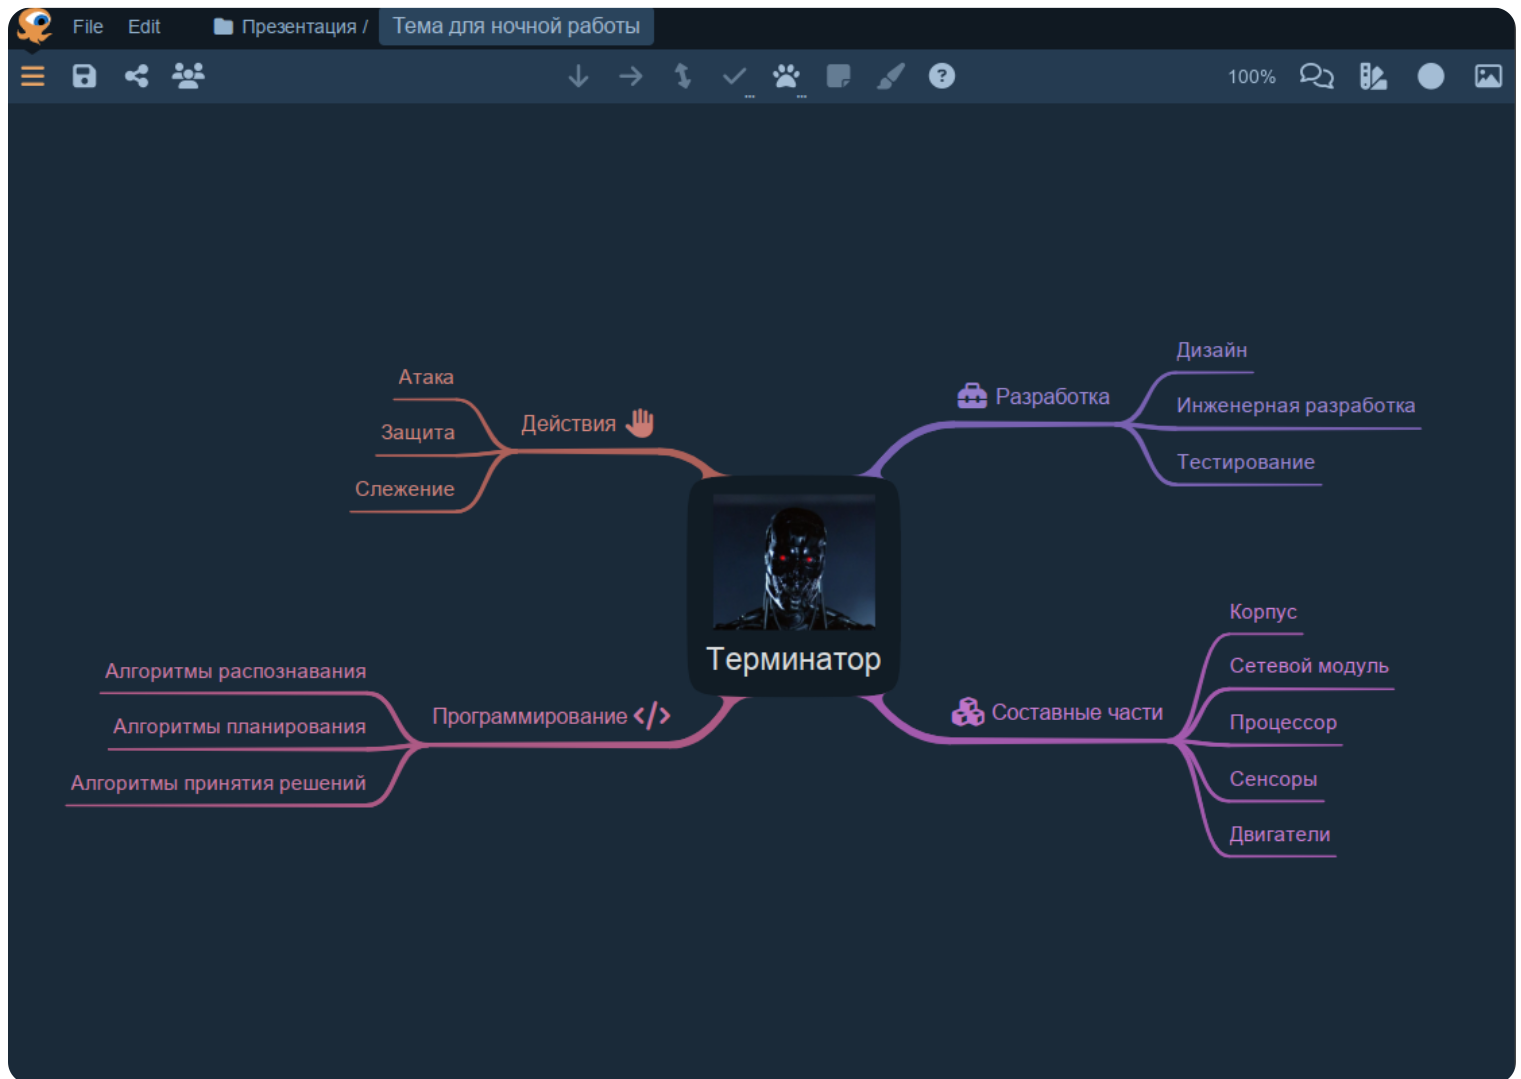 File Edit Презентация / Тема для ночной работы
100%
Атака
Действия
Защита
Слежение
Разработка
Дизайн
Инженерная разработка
Тестирование
Терминатор
Программирование
Алгоритмы распознавания
Алгоритмы планирования
Алгоритмы принятия решений
Составные части
Корпус
Сетевой модуль
Процессор
Сенсоры
Двигатели